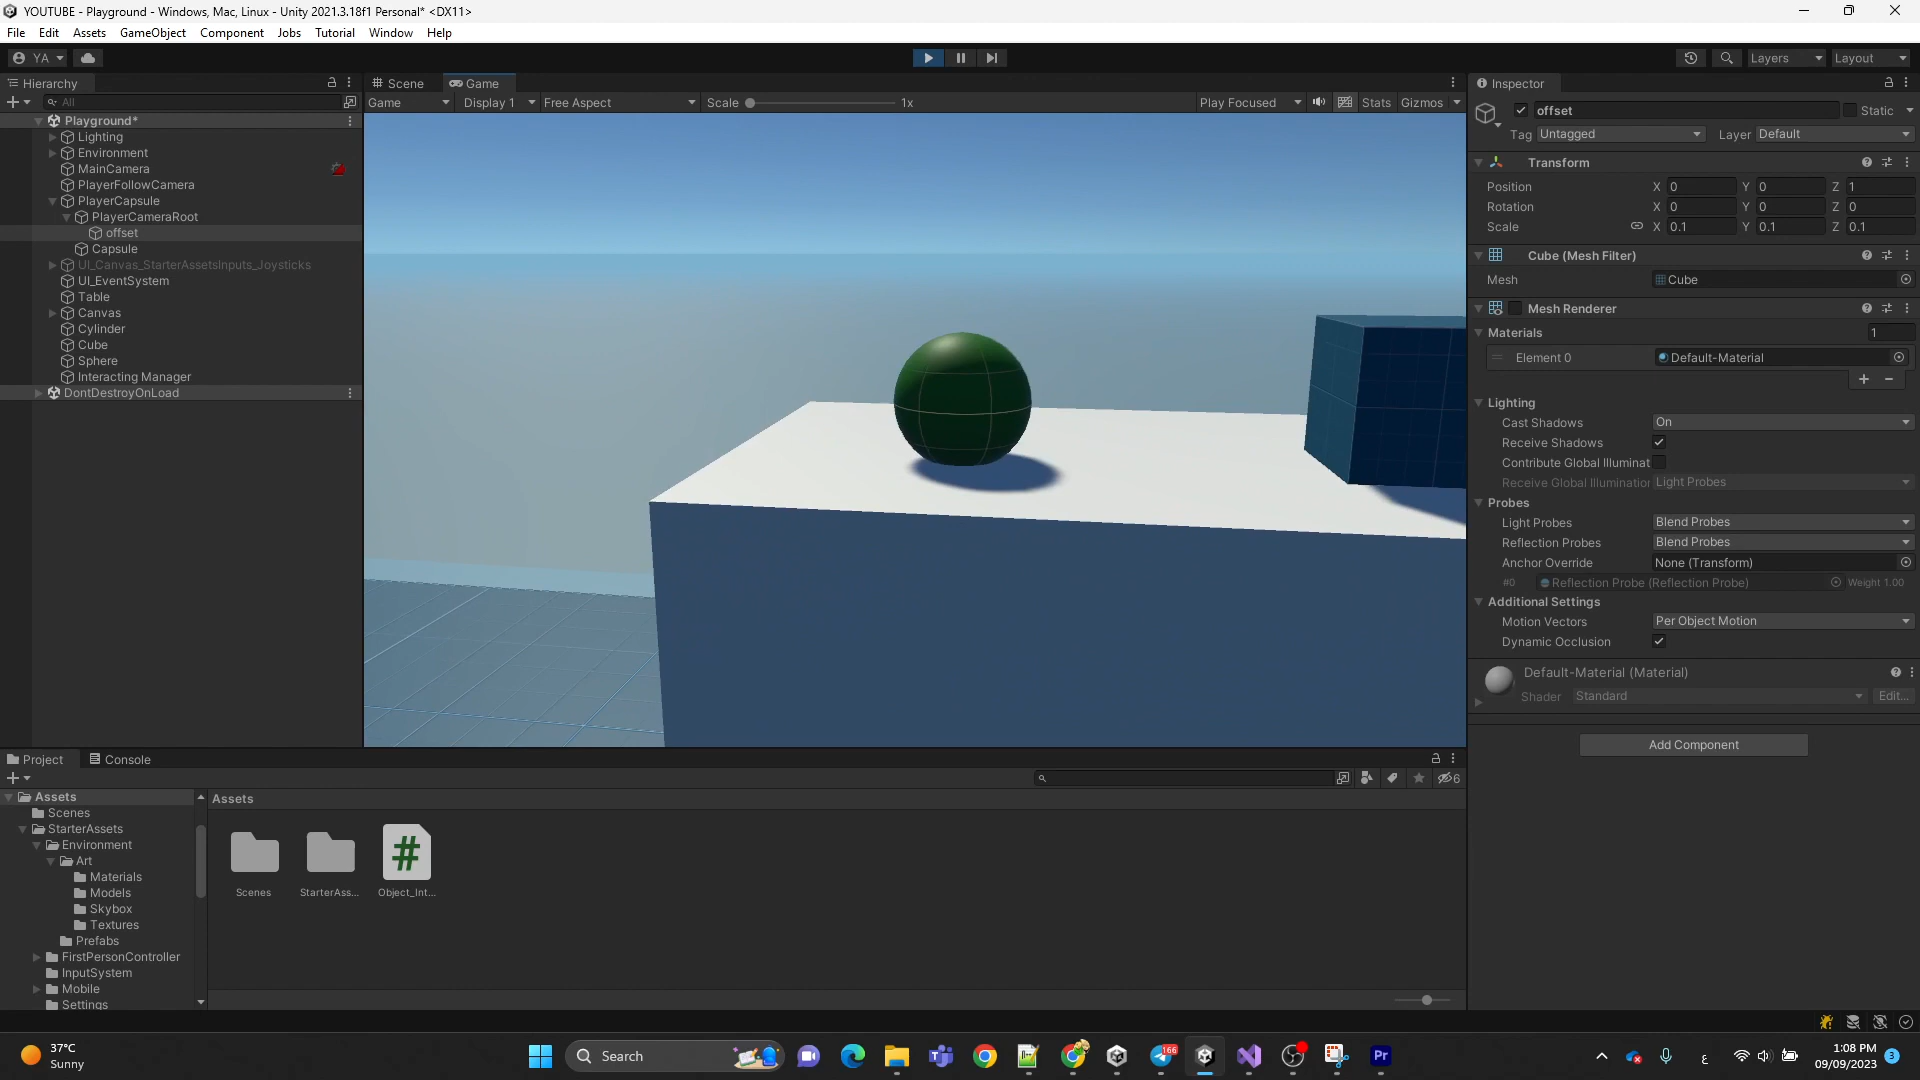 YOUTUBE - Playground - Windows, Mac, Linux - Unity 2021.3.18f1 Personal* <DX11>
File Edit Assets GameObject Component Jobs Tutorial Window Help
YA
Layers Layout
Hierarchy
All
Playground*
Lighting
Environment
MainCamera
PlayerFollowCamera
PlayerCapsule
PlayerCameraRoot
offset
Capsule
UI_Canvas_StarterAssetsInputs_Joysticks
UI_EventSystem
Table
Canvas
Cylinder
Cube
Sphere
Interacting Manager
DontDestroyOnLoad
Scene Game
Game Display 1 Free Aspect Scale 1x Play Focused Stats Gizmos
Inspector
offset Static
Tag Untagged Layer Default
Transform
Position X 0 Y 0 Z 1
Rotation X 0 Y 0 Z 0
Scale X 0.1 Y 0.1 Z 0.1
Cube (Mesh Filter)
Mesh Cube
Mesh Renderer
Materials 1
Element 0 Default-Material
Lighting
Cast Shadows On
Receive Shadows
Contribute Global Illuminat
Receive Global Illumination Light Probes
Probes
Light Probes Blend Probes
Reflection Probes Blend Probes
Anchor Override None (Transform)
#0 Reflection Probe (Reflection Probe) Weight 1.00
Additional Settings
Motion Vectors Per Object Motion
Dynamic Occlusion
Default-Material (Material)
Shader Standard Edit...
Add Component
Project Console
6
Assets
Scenes
StarterAssets
Environment
Art
Materials
Models
Skybox
Textures
Prefabs
FirstPersonController
InputSystem
Mobile
Settings
Assets
Scenes StarterAss... Object_Int...
37°C
Sunny
Search
166
Pr
ع
1:08 PM
09/09/2023
3